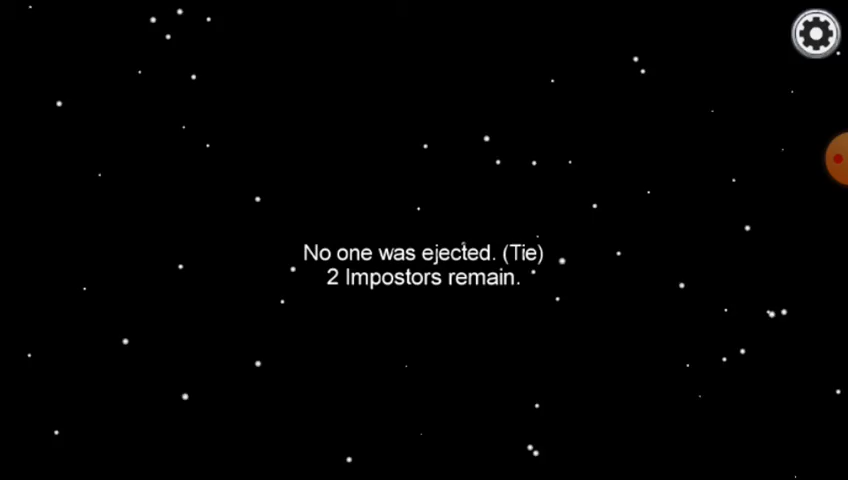 No one was ejected. (Tie)
2 Impostors remain.